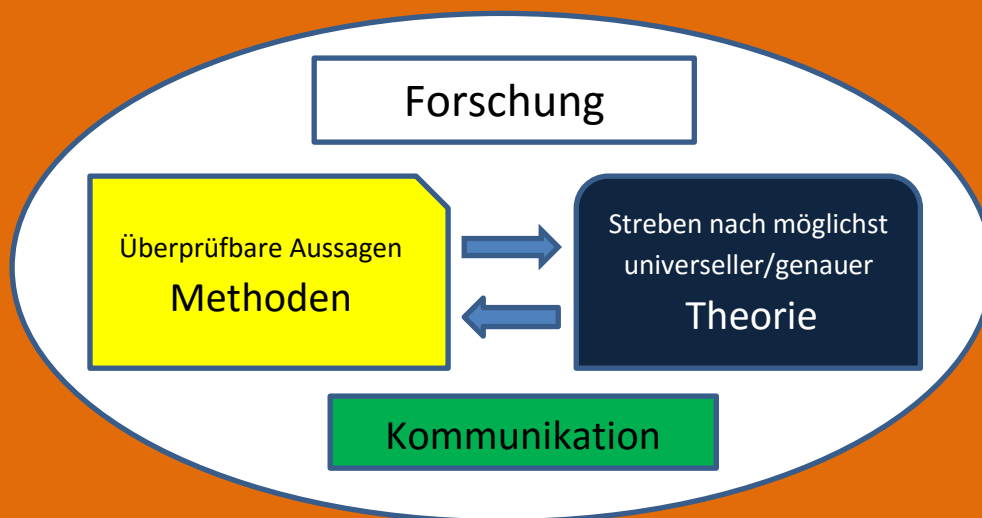 Forschung
Überprüfbare Aussagen
Methoden
Streben nach möglichst
universeller/genauer
Theorie
Kommunikation